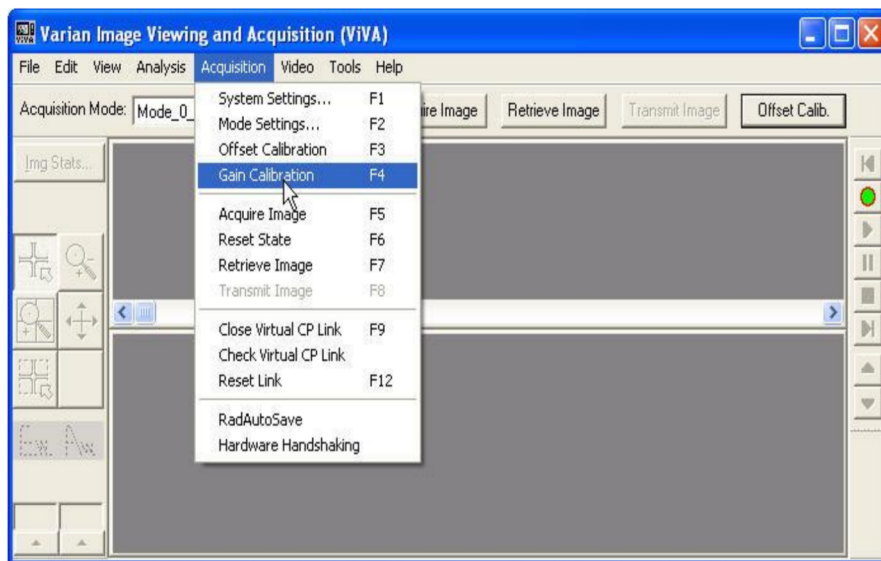 Varian Image Viewing and Acquisition (ViVA)
File Edit View Analysis Acquisition Video Tools Help
Acquisition Mode: Mode_0_ ire Image Retrieve Image Transmit Image Offset Calib.
Img Stats...
System Settings... F1
Mode Settings... F2
Offset Calibration F3
Gain Calibration F4
Acquire Image F5
Reset State F6
Retrieve Image F7
Transmit Image F8
Close Virtual CP Link F9
Check Virtual CP Link
Reset Link F12
RadAutoSave
Hardware Handshaking